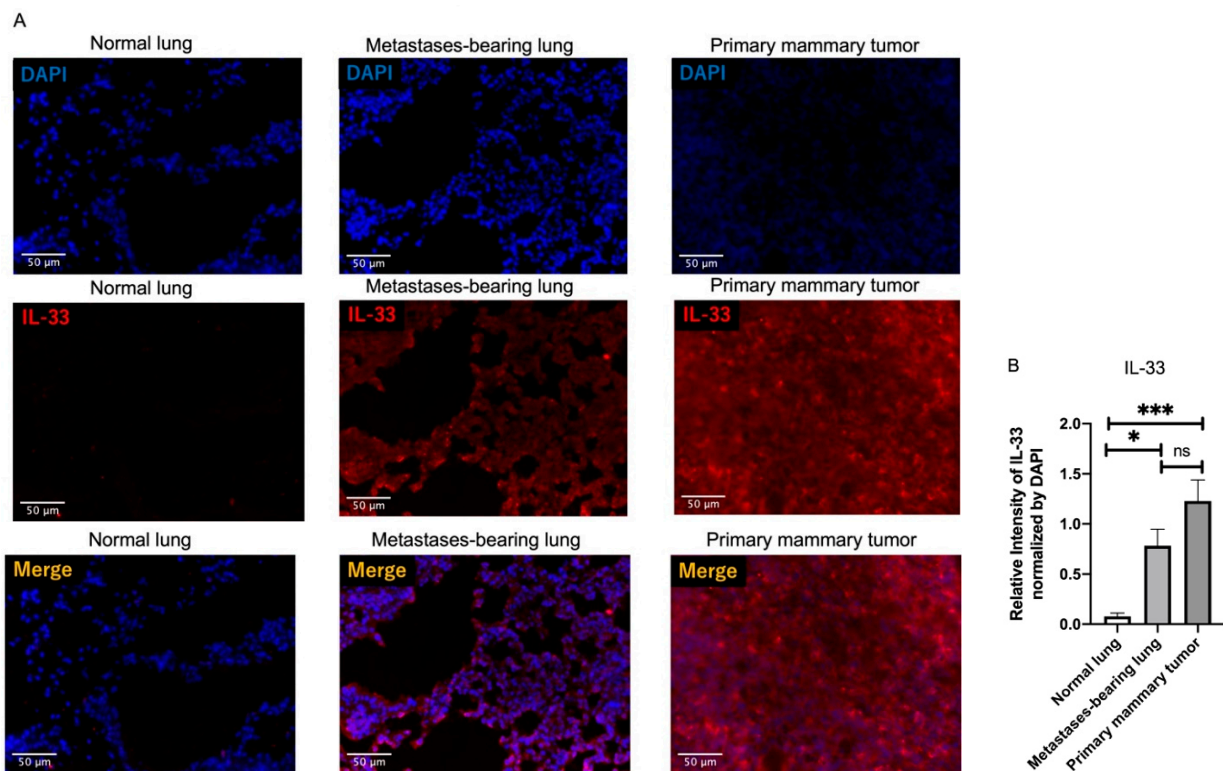 A
Normal lung
Metastases-bearing lung
Primary mammary tumor
DAPI
DAPI
DAPI
50 µm
50 µm
50 µm
Normal lung
Metastases-bearing lung
Primary mammary tumor
IL-33
IL-33
IL-33
50 µm
50 µm
50 µm
Normal lung
Metastases-bearing lung
Primary mammary tumor
Merge
Merge
Merge
50 µm
50 µm
50 µm
B
IL-33
Relative Intensity of IL-33
normalized by DAPI
2.0
1.5
1.0
0.5
0.0
***
*
ns
Normal lung
Metastases-bearing lung
Primary mammary tumor